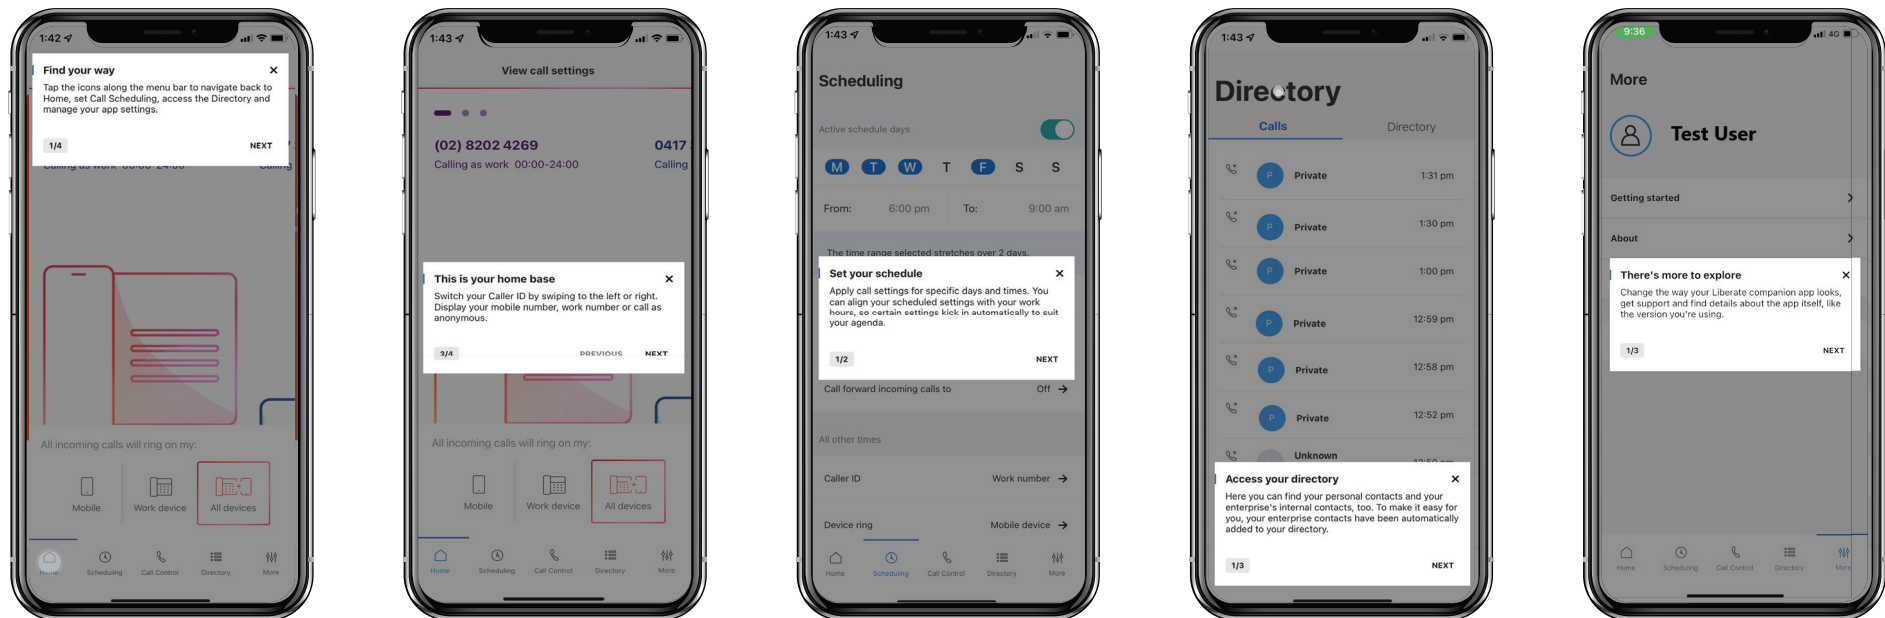 1:42
Find your way
Tap the icons along the menu bar to navigate back to
Home, set Call Scheduling, access the Directory and
manage your app settings.
1/4
NEXT
Calling as work 00:00-24:00
Calling
All incoming calls will ring on my:
Mobile
Work device
All devices
Home
Scheduling
Call Control
Directory
More
1:43
View call settings
(02) 8202 4269
0417
Calling as work 00:00-24:00
Calling
This is your home base
Switch your Caller ID by swiping to the left or right.
Display your mobile number, work number or call as
anonymous.
3/4
PREVIOUS
NEXT
All incoming calls will ring on my:
Mobile
Work device
All devices
Home
Scheduling
Call Control
Directory
More
1:43
Scheduling
Active schedule days
M T W T F S S
From: 6:00 pm To: 9:00 am
The time range selected stretches over 2 days.
Set your schedule
Apply call settings for specific days and times. You
can align your scheduled settings with your work
hours, so certain settings kick in automatically to suit
your agenda.
1/2
NEXT
Call forward incoming calls to Off
All other times
Caller ID Work number
Device ring Mobile device
Home
Scheduling
Call Control
Directory
More
1:43
Directory
Calls
Directory
P Private 1:31 pm
P Private 1:30 pm
P Private 1:00 pm
P Private 12:59 pm
P Private 12:58 pm
P Private 12:52 pm
Unknown 12:50 pm
Access your directory
Here you can find your personal contacts and your
enterprise's internal contacts, too. To make it easy for
you, your enterprise contacts have been automatically
added to your directory.
1/3
NEXT
9:36
4G
More
Test User
Getting started
About
There's more to explore
Change the way your Liberate companion app looks,
get support and find details about the app itself, like
the version you're using.
1/3
NEXT
Home
Scheduling
Call Control
Directory
More